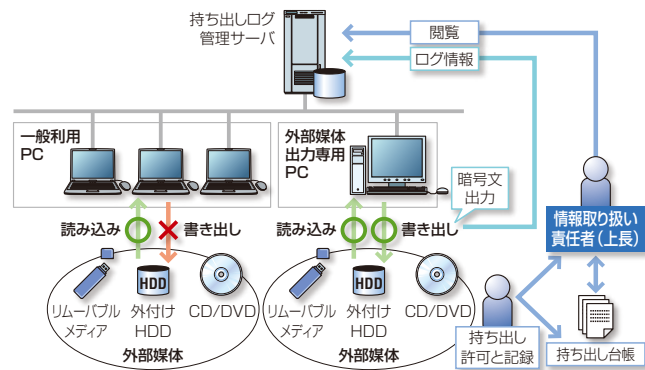 持ち出しログ
管理サーバ
閲覧
ログ情報
一般利用
PC
外部媒体
出力専用
PC
暗号文
出力
読み込み
書き出し
読み込み
書き出し
情報取り扱い
責任者(上長)
HDD
HDD
リムーバブル
メディア
外付け
HDD
CD/DVD
外部媒体
リムーバブル
メディア
外付け
HDD
CD/DVD
外部媒体
持ち出し
許可と記録
持ち出し台帳